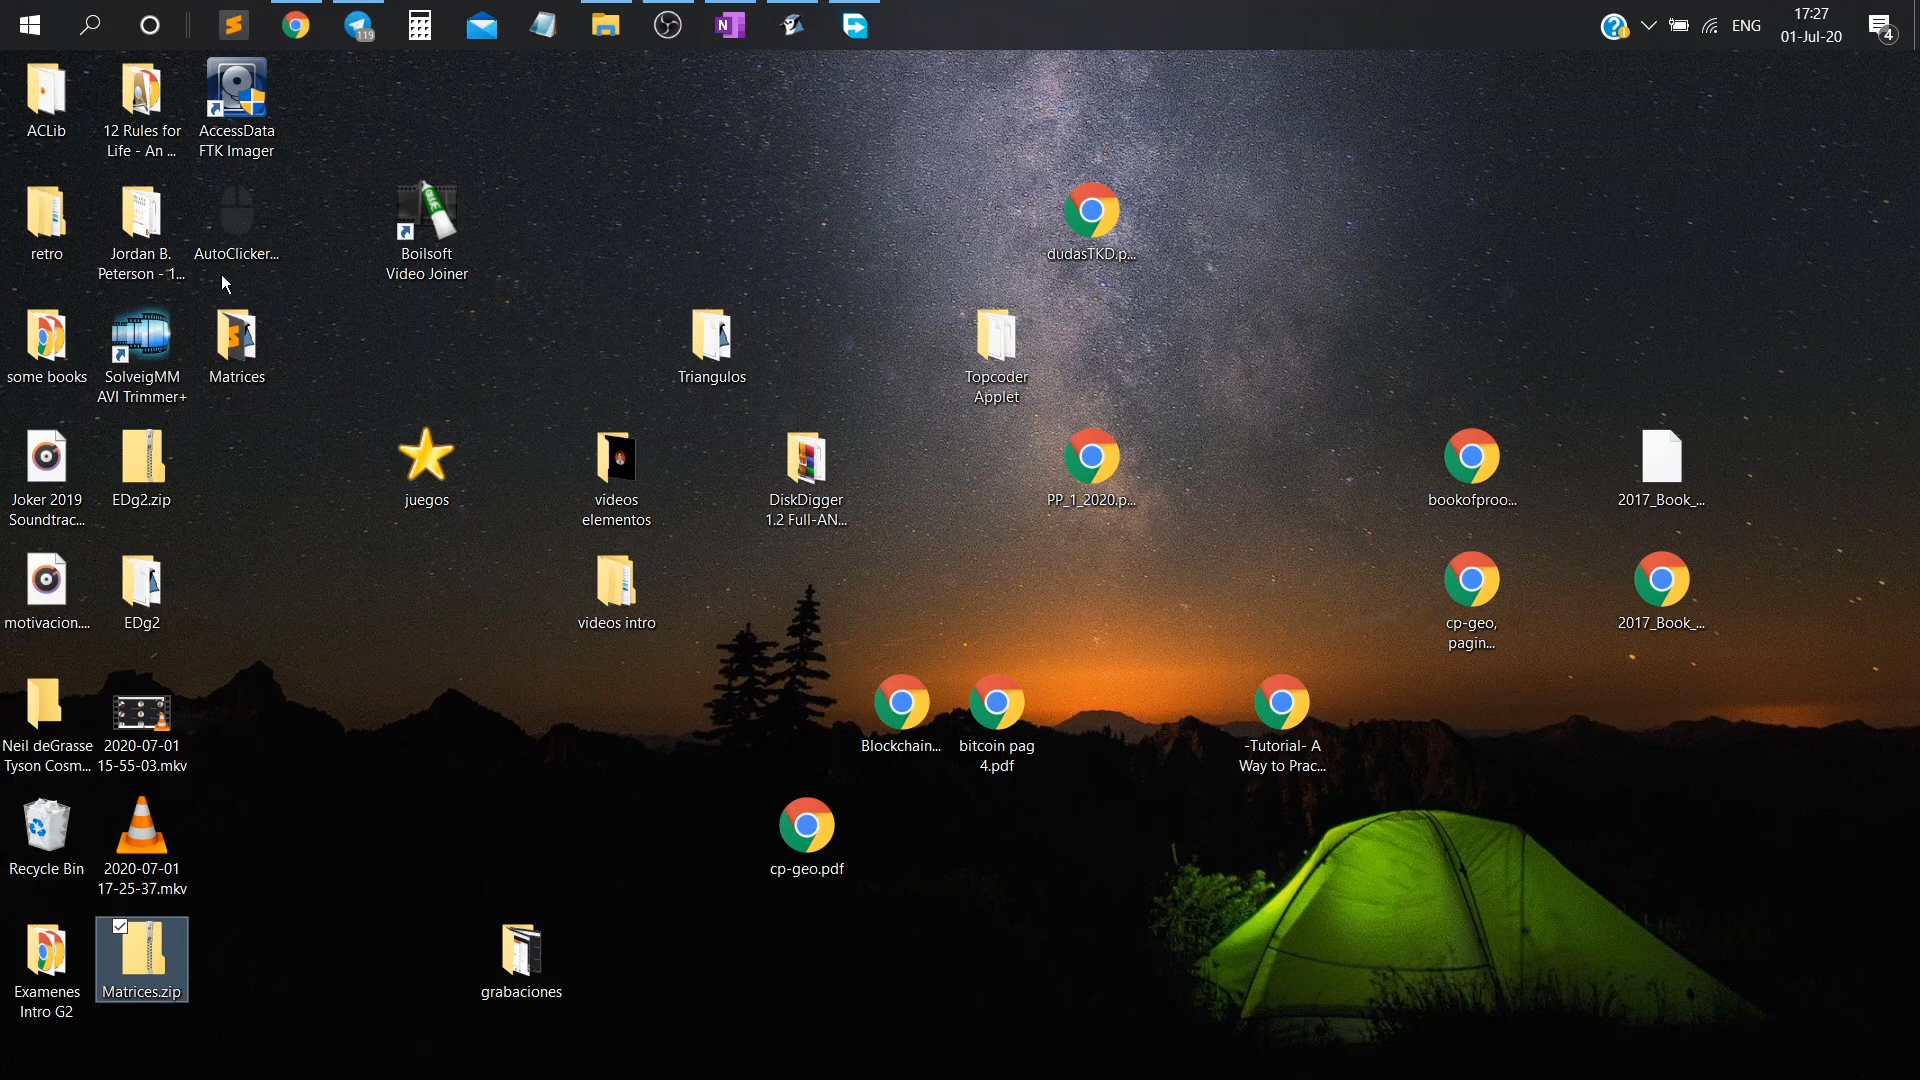 119
ENG
17:27
01-Jul-20
4
ACLib
12 Rules for
Life - An ...
AccessData
FTK Imager
retro
Jordan B.
Peterson - 1...
AutoClicker...
Boilsoft
Video Joiner
dudasTKD.p...
some books
SolveigMM
AVI Trimmer+
Matrices
Triangulos
Topcoder
Applet
Joker 2019
Soundtrac...
EDg2.zip
juegos
videos
elementos
DiskDigger
1.2 Full-AN...
PP_1_2020.p...
bookofproo...
2017_Book_...
motivacion....
EDg2
videos intro
cp-geo,
pagin...
2017_Book_...
Neil deGrasse
Tyson Cosm...
2020-07-01
15-55-03.mkv
Blockchain...
bitcoin pag
4.pdf
-Tutorial- A
Way to Prac...
Recycle Bin
2020-07-01
17-25-37.mkv
cp-geo.pdf
Examenes
Intro G2
Matrices.zip
grabaciones